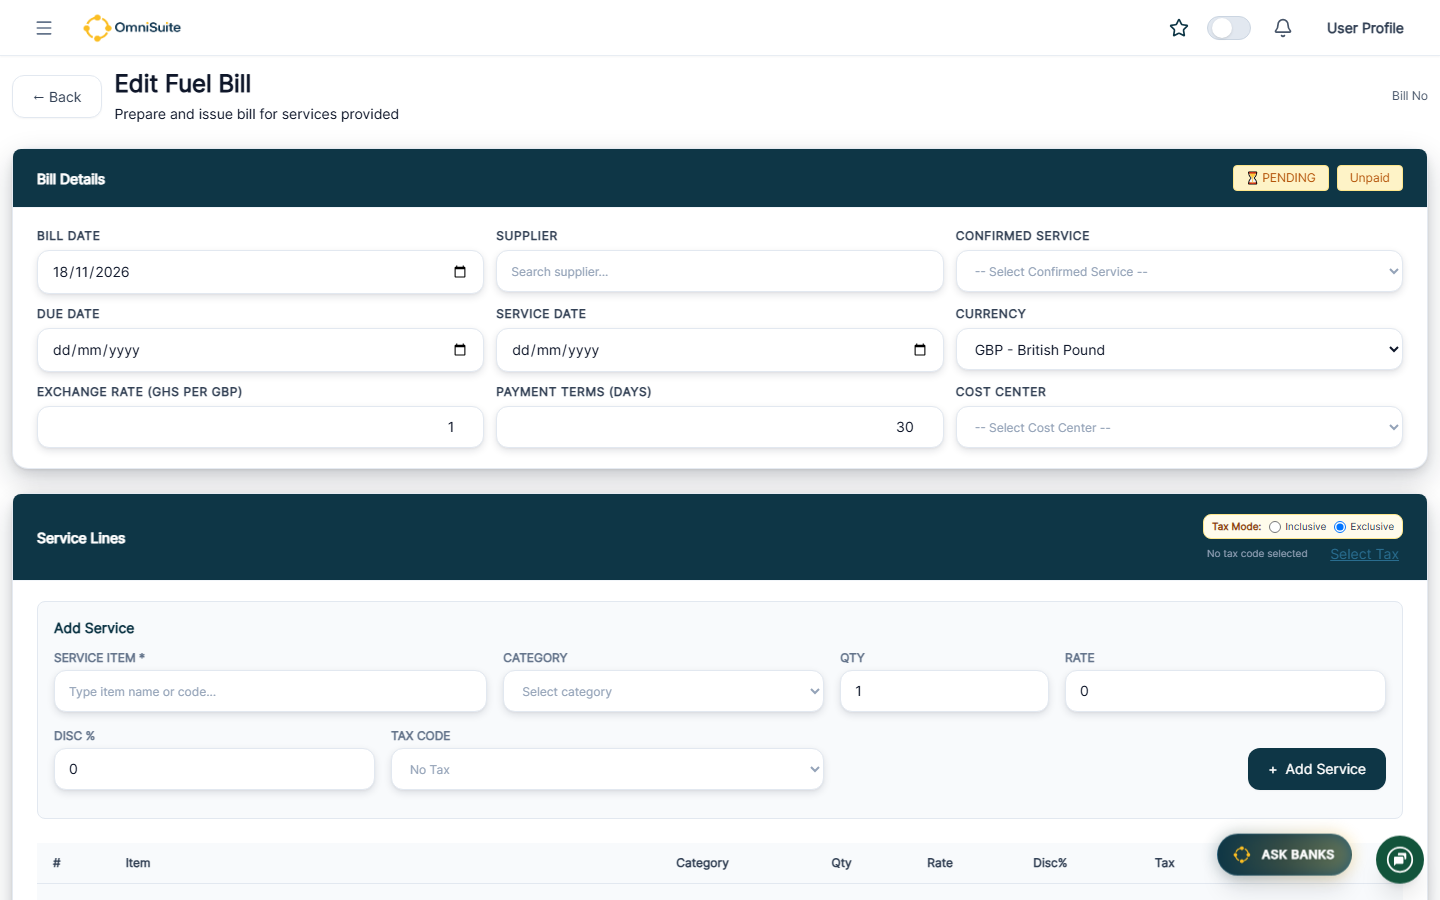 OmniSuite
User Profile
← Back
Edit Fuel Bill
Prepare and issue bill for services provided
Bill No
Bill Details
PENDING
Unpaid
BILL DATE
SUPPLIER
CONFIRMED SERVICE
18/11/2026
Search supplier...
-- Select Confirmed Service --
DUE DATE
SERVICE DATE
CURRENCY
dd/mm/yyyy
dd/mm/yyyy
GBP - British Pound
EXCHANGE RATE (GHS PER GBP)
PAYMENT TERMS (DAYS)
COST CENTER
1
30
-- Select Cost Center --
Service Lines
Tax Mode: Inclusive Exclusive
No tax code selected
Select Tax
Add Service
SERVICE ITEM *
CATEGORY
QTY
RATE
Type item name or code...
Select category
1
0
DISC %
TAX CODE
0
No Tax
+ Add Service
# Item Category Qty Rate Disc% Tax
ASK BANKS